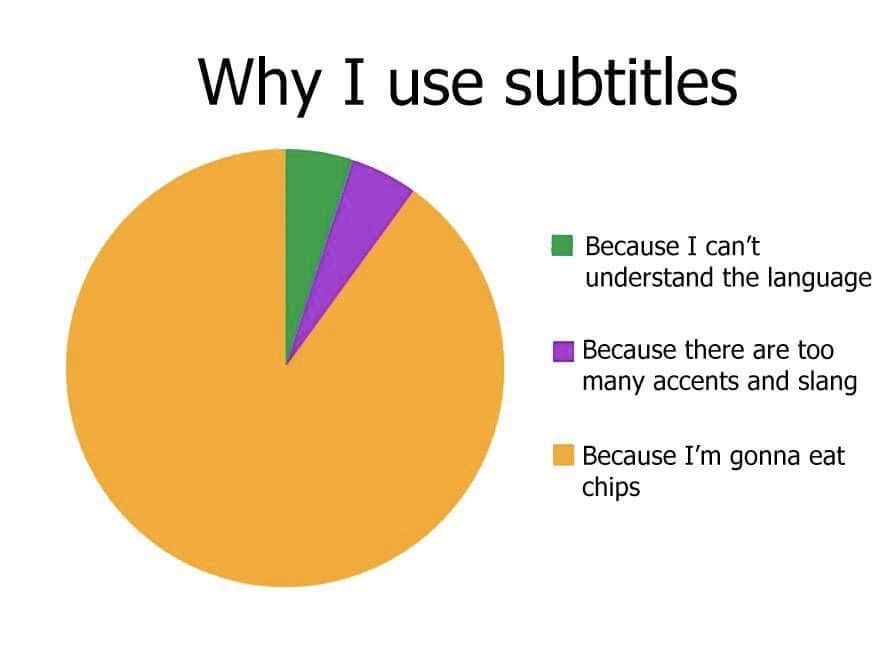 Why I use subtitles
Because I can’t
understand the language
Because there are too
many accents and slang
Because I’m gonna eat
chips